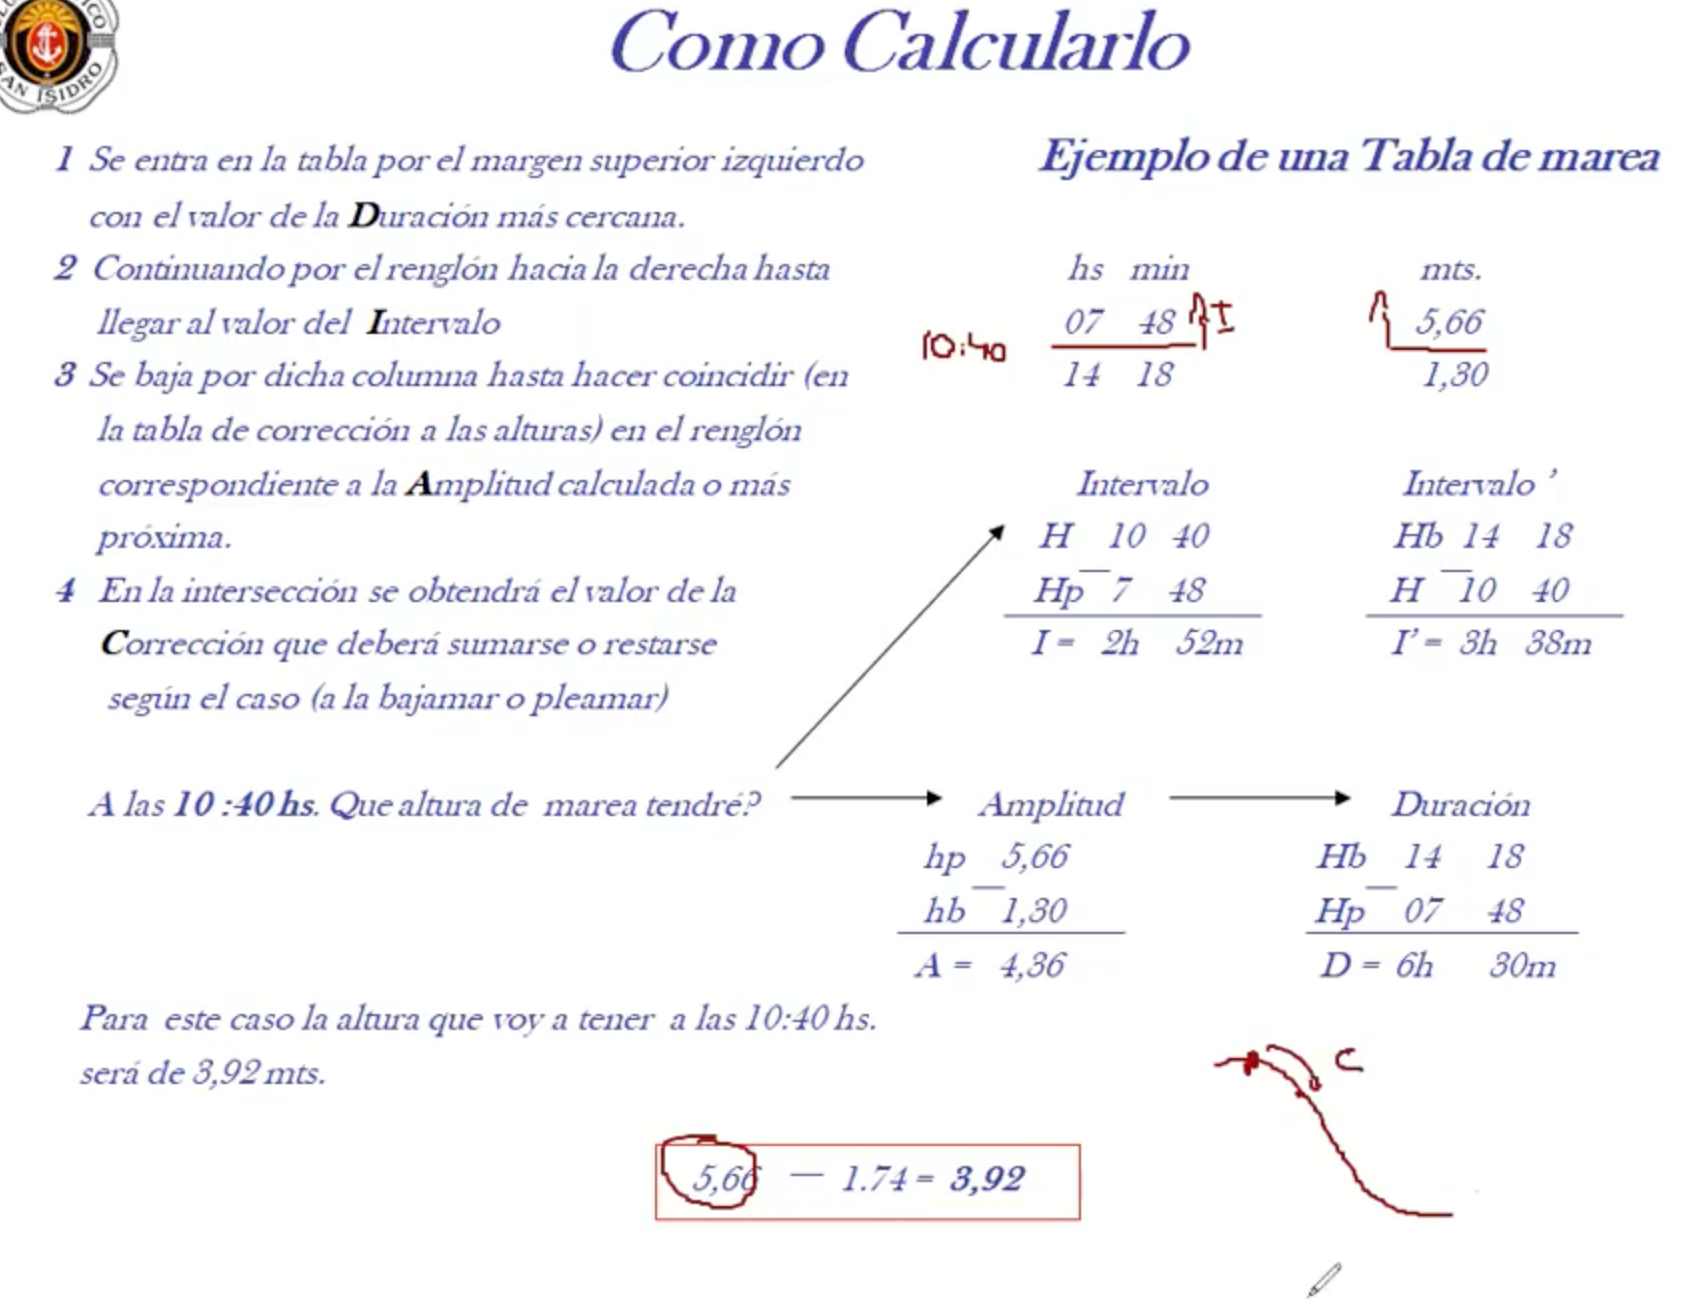 Como Calcularlo
SAN ISIDRO
1 Se entra en la tabla por el margen superior izquierdo
con el valor de la Duración más cercana.
2 Continuando por el renglón hacia la derecha hasta
llegar al valor del Intervalo
3 Se baja por dicha columna hasta hacer coincidir (en
la tabla de corrección a las alturas) en el renglón
correspondiente a la Amplitud calculada o más
próxima.
4 En la intersección se obtendrá el valor de la
Corrección que deberá sumarse o restarse
según el caso (a la bajamar o pleamar)
Ejemplo de una Tabla de marea
hs min mts.
07 48 I 5,66
10:40
14 18 1,30
Intervalo Intervalo '
H 10 40 Hb 14 18
Hp — 7 48 H — 10 40
I = 2h 52m I' = 3h 38m
A las 10 :40 hs. Que altura de marea tendré? Amplitud Duración
hp 5,66 Hb 14 18
hb — 1,30 Hp — 07 48
A = 4,36 D = 6h 30m
Para este caso la altura que voy a tener a las 10:40 hs.
será de 3,92 mts.
C
5,66 — 1.74 = 3,92